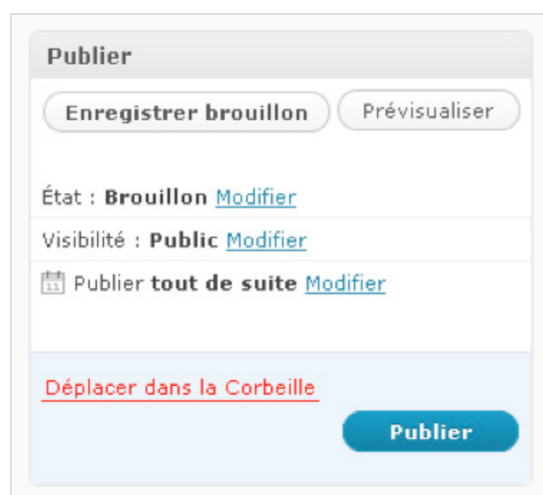 Publier
Enregistrer brouillon Prévisualiser
État : Brouillon Modifier
Visibilité : Public Modifier
11 Publier tout de suite Modifier
Déplacer dans la Corbeille
Publier